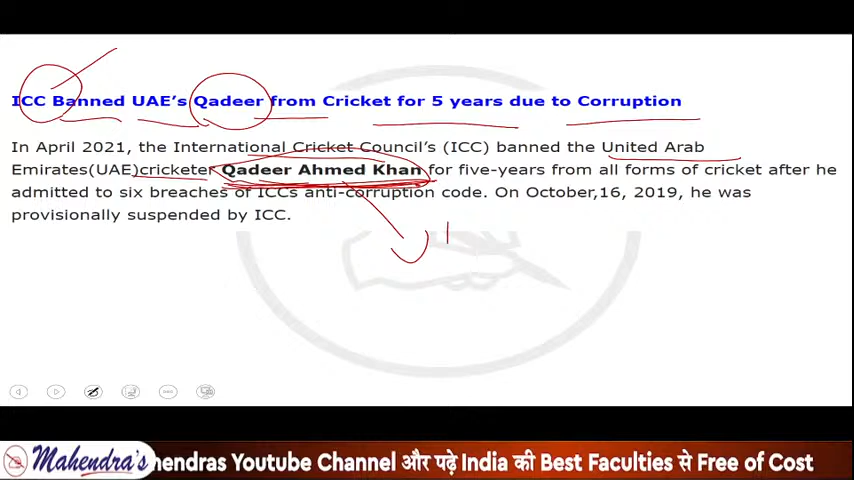 ICC Banned UAE's Qadeer from Cricket for 5 years due to Corruption
In April 2021, the International Cricket Council's (ICC) banned the United Arab
Emirates(UAE)cricketer Qadeer Ahmed Khan for five-years from all forms of cricket after he
admitted to six breaches of ICCs anti-corruption code. On October,16, 2019, he was
provisionally suspended by ICC.
Mahendra's hendras Youtube Channel और पढ़े India की Best Faculties से Free of Cost